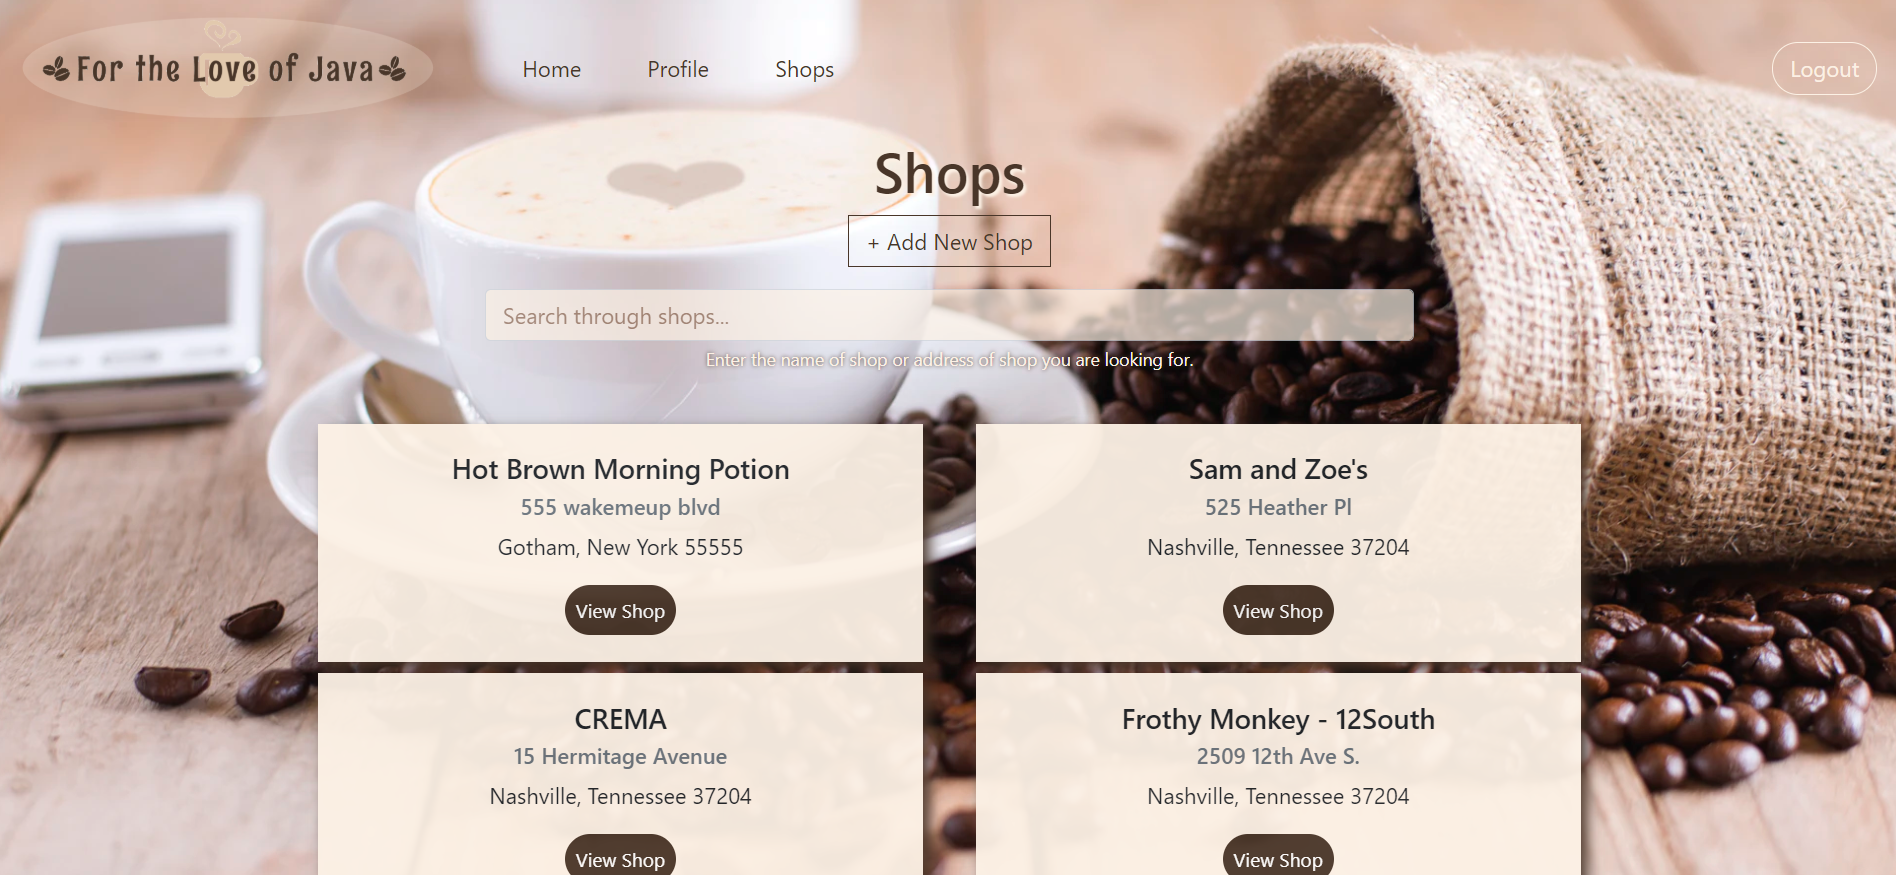 For the Love of Java
Home
Profile
Shops
Logout
Shops
+ Add New Shop
Search through shops...
Enter the name of shop or address of shop you are looking for.
Hot Brown Morning Potion
555 wakemeup blvd
Gotham, New York 55555
View Shop
Sam and Zoe's
525 Heather Pl
Nashville, Tennessee 37204
View Shop
CREMA
15 Hermitage Avenue
Nashville, Tennessee 37204
View Shop
Frothy Monkey - 12South
2509 12th Ave S.
Nashville, Tennessee 37204
View Shop